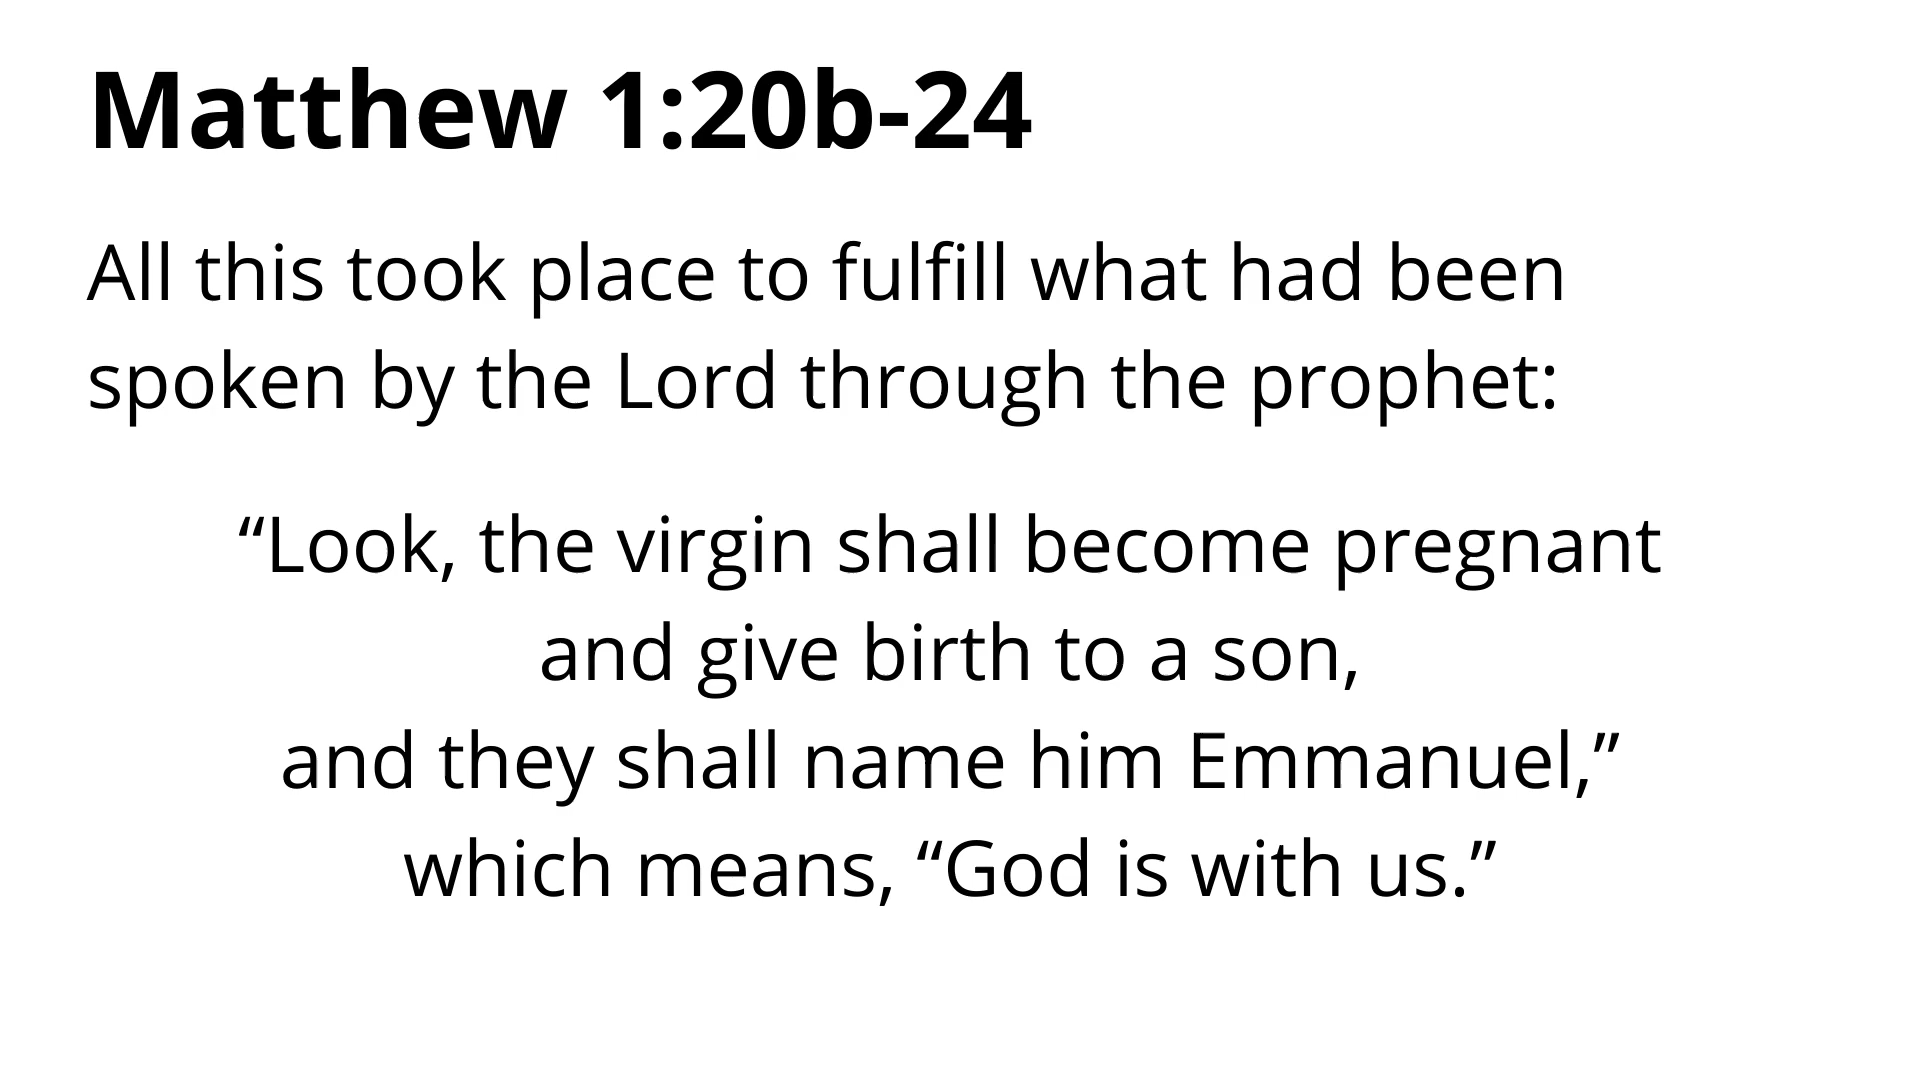 Matthew 1:20b-24
All this took place to fulfill what had been
spoken by the Lord through the prophet:
“Look, the virgin shall become pregnant
and give birth to a son,
and they shall name him Emmanuel,”
which means, “God is with us.”